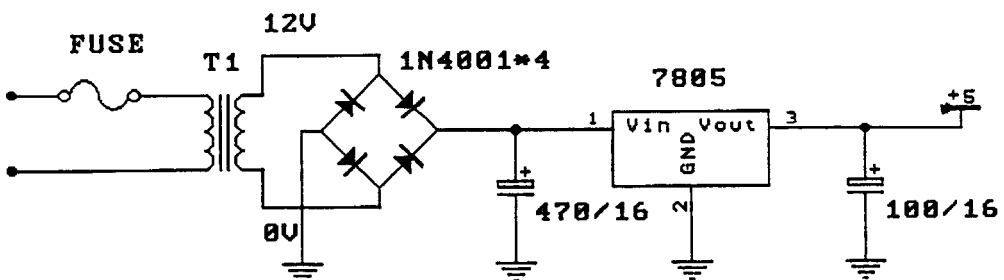 12V
FUSE
T1
1N4001*4
7805
+5
1
Vin
Vout
3
GND
2
+
470/16
+
100/16
0V